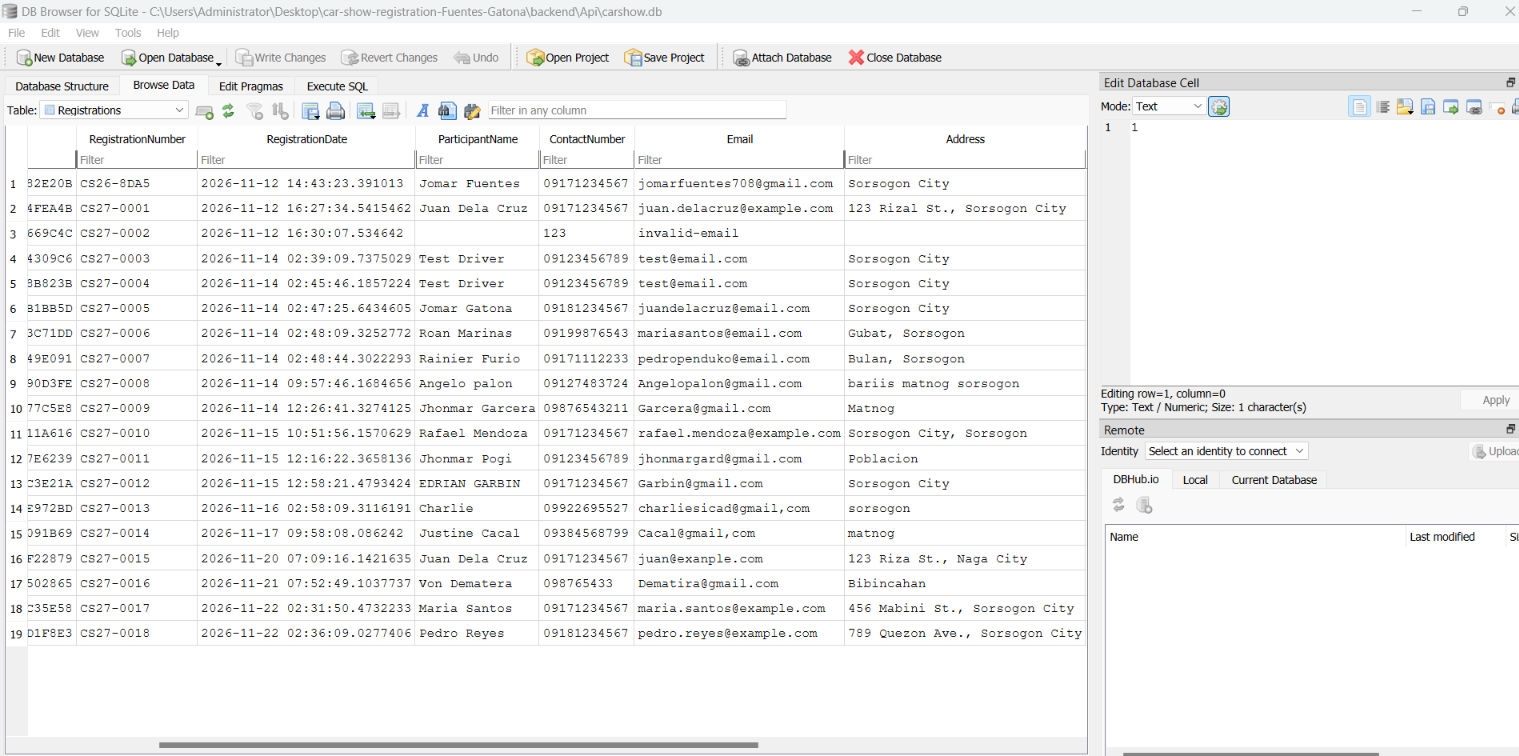 DB Browser for SQLite - C:\Users\Administrator\Desktop\car-show-registration-Fuentes-Gatona\backend\Api\carshow.db
File Edit View Tools Help
New Database Open Database Write Changes Revert Changes Undo Open Project Save Project Attach Database Close Database
Database Structure Browse Data Edit Pragmas Execute SQL
Table: Registrations Filter in any column
RegistrationNumber RegistrationDate ParticipantName ContactNumber Email Address
Filter Filter Filter Filter Filter Filter
1 82E20B CS26-8DA5 2026-11-12 14:43:23.391013 Jomar Fuentes 09171234567 jomarfuentes708@gmail.com Sorsogon City
2 4FEA4B CS27-0001 2026-11-12 16:27:34.5415462 Juan Dela Cruz 09171234567 juan.delacruz@example.com 123 Rizal St., Sorsogon City
3 669C4C CS27-0002 2026-11-12 16:30:07.534642 123 invalid-email
4 4309C6 CS27-0003 2026-11-14 02:39:09.7375029 Test Driver 09123456789 test@email.com Sorsogon City
5 8B823B CS27-0004 2026-11-14 02:45:46.1857224 Test Driver 09123456789 test@email.com Sorsogon City
6 81BB5D CS27-0005 2026-11-14 02:47:25.6434605 Jomar Gatona 09181234567 juandelacruz@email.com Sorsogon City
7 3C71DD CS27-0006 2026-11-14 02:48:09.3252772 Roan Marinas 09199876543 mariasantos@email.com Gubat, Sorsogon
8 49E091 CS27-0007 2026-11-14 02:48:44.3022293 Rainier Furio 09171112233 pedropenduko@email.com Bulan, Sorsogon
9 90D3FE CS27-0008 2026-11-14 09:57:46.1684656 Angelo palon 09127483724 Angelopalon@gmail.com bariis matnog sorsogon
10 77C5E8 CS27-0009 2026-11-14 12:26:41.3274125 Jhonmar Garcera 09876543211 Garcera@gmail.com Matnog
11 11A616 CS27-0010 2026-11-15 10:51:56.1570629 Rafael Mendoza 09171234567 rafael.mendoza@example.com Sorsogon City, Sorsogon
12 7E6239 CS27-0011 2026-11-15 12:16:22.3658136 Jhonmar Pogi 09123456789 jhonmargard@gmail.com Poblacion
13 C3E21A CS27-0012 2026-11-15 12:58:21.4793424 EDRIAN GARBIN 09171234567 Garbin@gmail.com Sorsogon City
14 E972BD CS27-0013 2026-11-16 02:58:09.3116191 Charlie 09922695527 charliesicad@gmail,com sorsogon
15 091B69 CS27-0014 2026-11-17 09:58:08.086242 Justine Cacal 09384568799 Cacal@gmail,com matnog
16 F22879 CS27-0015 2026-11-20 07:09:16.1421635 Juan Dela Cruz 09171234567 juan@exanple.com 123 Riza St., Naga City
17 502865 CS27-0016 2026-11-21 07:52:49.1037737 Von Dematera 098765433 Dematira@gmail.com Bibincahan
18 C35E58 CS27-0017 2026-11-22 02:31:50.4732233 Maria Santos 09171234567 maria.santos@example.com 456 Mabini St., Sorsogon City
19 D1F8E3 CS27-0018 2026-11-22 02:36:09.0277406 Pedro Reyes 09181234567 pedro.reyes@example.com 789 Quezon Ave., Sorsogon City
Edit Database Cell
Mode: Text
1 1
Editing row=1, column=0
Type: Text / Numeric; Size: 1 character(s)
Apply
Remote
Identity Select an identity to connect Upload
DBHub.io Local Current Database
Name Last modified Si